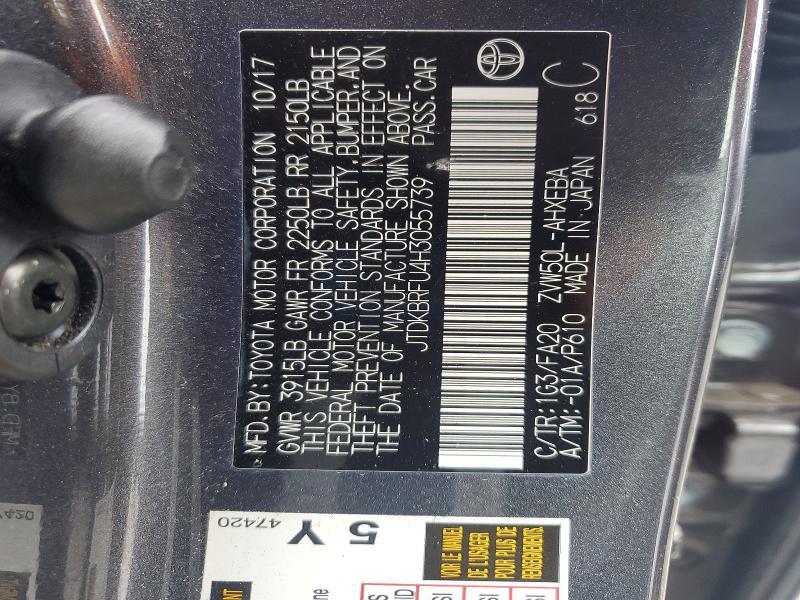 MFD.BY:TOYOTA MOTOR CORPORATION 10/17
GVWR 3915LB GAWR FR 2250LB RR 2150LB
THIS VEHICLE CONFORMS TO ALL APPLICABLE
FEDERAL MOTOR VEHICLE SAFETY,BUMPER,AND
THEFT PREVENTION STANDARDS IN EFFECT ON
THE DATE OF MANUFACTURE SHOWN ABOVE.
JTDKBRFU4H3055739 PASS.CAR
C/TR:1G3/FA20 ZVW50L-AHXEBA
A/TM:-01A/P610 MADE IN JAPAN 618 C
5 Y
47420
VOIR LE MANUEL
DE L'USAGER
POUR PLUS DE
RENSEIGNEMENTS